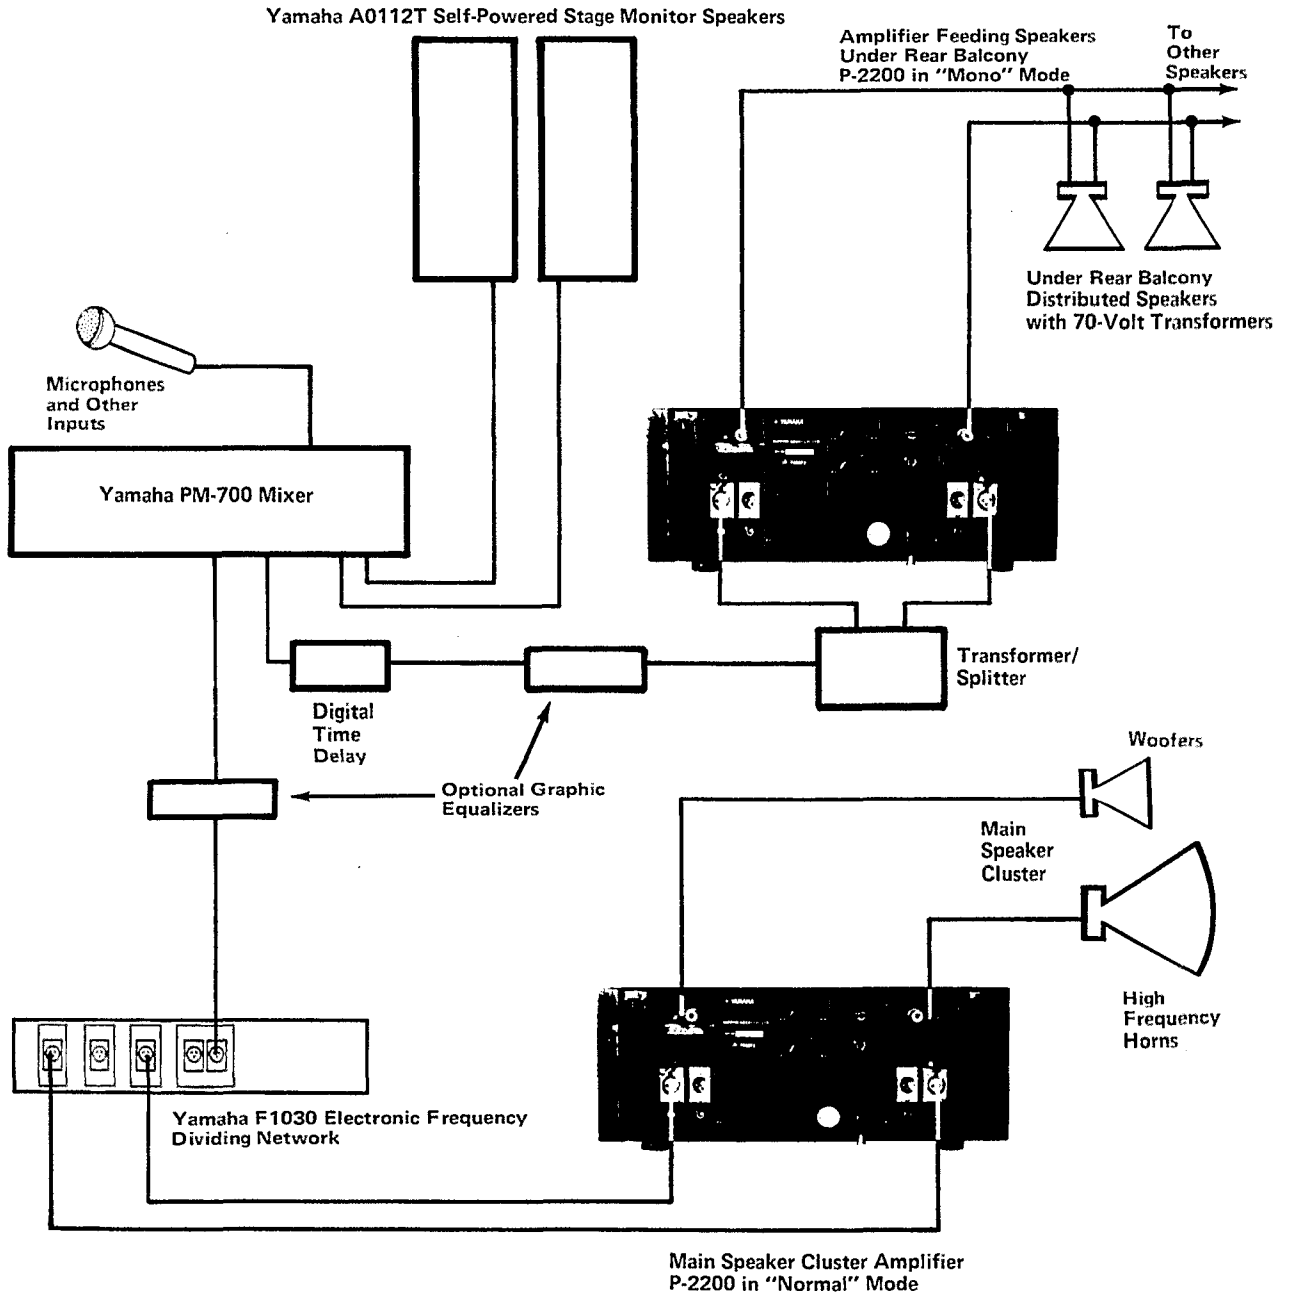 Yamaha A0112T Self-Powered Stage Monitor Speakers
Amplifier Feeding Speakers
Under Rear Balcony
P-2200 in "Mono" Mode
To
Other
Speakers
Under Rear Balcony
Distributed Speakers
with 70-Volt Transformers
Microphones
and Other
Inputs
Yamaha PM-700 Mixer
YAMAHA
Transformer/
Splitter
Digital
Time
Delay
Optional Graphic
Equalizers
Woofers
Main
Speaker
Cluster
High
Frequency
Horns
YAMAHA
Yamaha F1030 Electronic Frequency
Dividing Network
Main Speaker Cluster Amplifier
P-2200 in "Normal" Mode